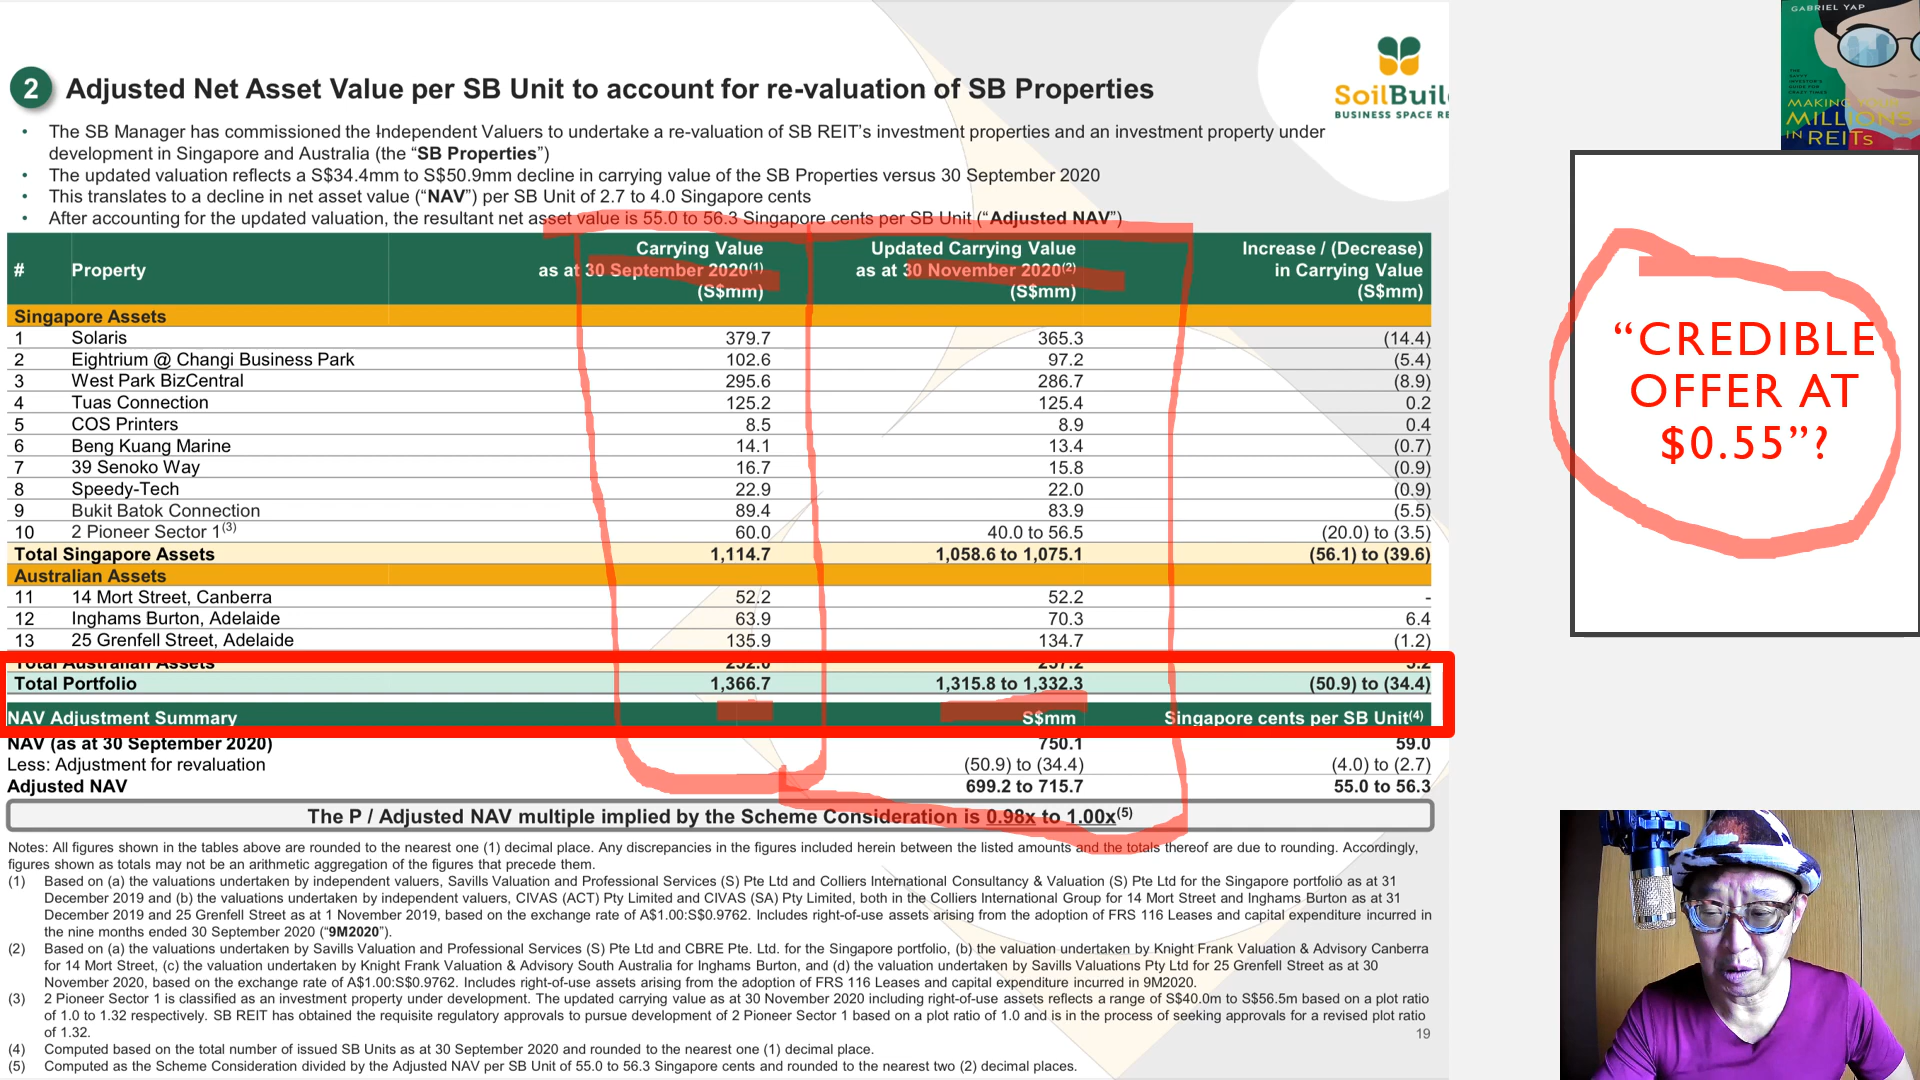 2 Adjusted Net Asset Value per SB Unit to account for re-valuation of SB Properties
SoilBuil
BUSINESS SPACE RE
• The SB Manager has commissioned the Independent Valuers to undertake a re-valuation of SB REIT's investment properties and an investment property under
development in Singapore and Australia (the "SB Properties")
• The updated valuation reflects a S$34.4mm to S$50.9mm decline in carrying value of the SB Properties versus 30 September 2020
• This translates to a decline in net asset value ("NAV") per SB Unit of 2.7 to 4.0 Singapore cents
• After accounting for the updated valuation, the resultant net asset value is 55.0 to 56.3 Singapore cents per SB Unit ("Adjusted NAV")
# Property Carrying Value as at 30 September 2020(1) (S$mm) Updated Carrying Value as at 30 November 2020(2) (S$mm) Increase / (Decrease) in Carrying Value (S$mm)
Singapore Assets
1 Solaris 379.7 365.3 (14.4)
2 Eightrium @ Changi Business Park 102.6 97.2 (5.4)
3 West Park BizCentral 295.6 286.7 (8.9)
4 Tuas Connection 125.2 125.4 0.2
5 COS Printers 8.5 8.9 0.4
6 Beng Kuang Marine 14.1 13.4 (0.7)
7 39 Senoko Way 16.7 15.8 (0.9)
8 Speedy-Tech 22.9 22.0 (0.9)
9 Bukit Batok Connection 89.4 83.9 (5.5)
10 2 Pioneer Sector 1(3) 60.0 40.0 to 56.5 (20.0) to (3.5)
Total Singapore Assets 1,114.7 1,058.6 to 1,075.1 (56.1) to (39.6)
Australian Assets
11 14 Mort Street, Canberra 52.2 52.2 -
12 Inghams Burton, Adelaide 63.9 70.3 6.4
13 25 Grenfell Street, Adelaide 135.9 134.7 (1.2)
Total Australian Assets 252.0 257.2 5.2
Total Portfolio 1,366.7 1,315.8 to 1,332.3 (50.9) to (34.4)
NAV Adjustment Summary S$mm Singapore cents per SB Unit(4)
NAV (as at 30 September 2020) 750.1 59.0
Less: Adjustment for revaluation (50.9) to (34.4) (4.0) to (2.7)
Adjusted NAV 699.2 to 715.7 55.0 to 56.3
The P / Adjusted NAV multiple implied by the Scheme Consideration is 0.98x to 1.00x(5)
Notes: All figures shown in the tables above are rounded to the nearest one (1) decimal place. Any discrepancies in the figures included herein between the listed amounts and the totals thereof are due to rounding. Accordingly,
figures shown as totals may not be an arithmetic aggregation of the figures that precede them.
(1) Based on (a) the valuations undertaken by independent valuers, Savills Valuation and Professional Services (S) Pte Ltd and Colliers International Consultancy & Valuation (S) Pte Ltd for the Singapore portfolio as at 31
December 2019 and (b) the valuations undertaken by independent valuers, CIVAS (ACT) Pty Limited and CIVAS (SA) Pty Limited, both in the Colliers International Group for 14 Mort Street and Inghams Burton as at 31
December 2019 and 25 Grenfell Street as at 1 November 2019, based on the exchange rate of A$1.00:S$0.9762. Includes right-of-use assets arising from the adoption of FRS 116 Leases and capital expenditure incurred in
the nine months ended 30 September 2020 ("9M2020").
(2) Based on (a) the valuations undertaken by Savills Valuation and Professional Services (S) Pte Ltd and CBRE Pte. Ltd. for the Singapore portfolio, (b) the valuation undertaken by Knight Frank Valuation & Advisory Canberra
for 14 Mort Street, (c) the valuation undertaken by Knight Frank Valuation & Advisory South Australia for Inghams Burton, and (d) the valuation undertaken by Savills Valuations Pty Ltd for 25 Grenfell Street as at 30
November 2020, based on the exchange rate of A$1.00:S$0.9762. Includes right-of-use assets arising from the adoption of FRS 116 Leases and capital expenditure incurred in 9M2020.
(3) 2 Pioneer Sector 1 is classified as an investment property under development. The updated carrying value as at 30 November 2020 including right-of-use assets reflects a range of S$40.0m to S$56.5m based on a plot ratio
of 1.0 to 1.32 respectively. SB REIT has obtained the requisite regulatory approvals to pursue development of 2 Pioneer Sector 1 based on a plot ratio of 1.0 and is in the process of seeking approvals for a revised plot ratio
of 1.32.
(4) Computed based on the total number of issued SB Units as at 30 September 2020 and rounded to the nearest one (1) decimal place.
(5) Computed as the Scheme Consideration divided by the Adjusted NAV per SB Unit of 55.0 to 56.3 Singapore cents and rounded to the nearest two (2) decimal places.
19
GABRIEL YAP
MAKING YOUR
MILLIONS
IN REITs
"CREDIBLE
OFFER AT
$0.55"?